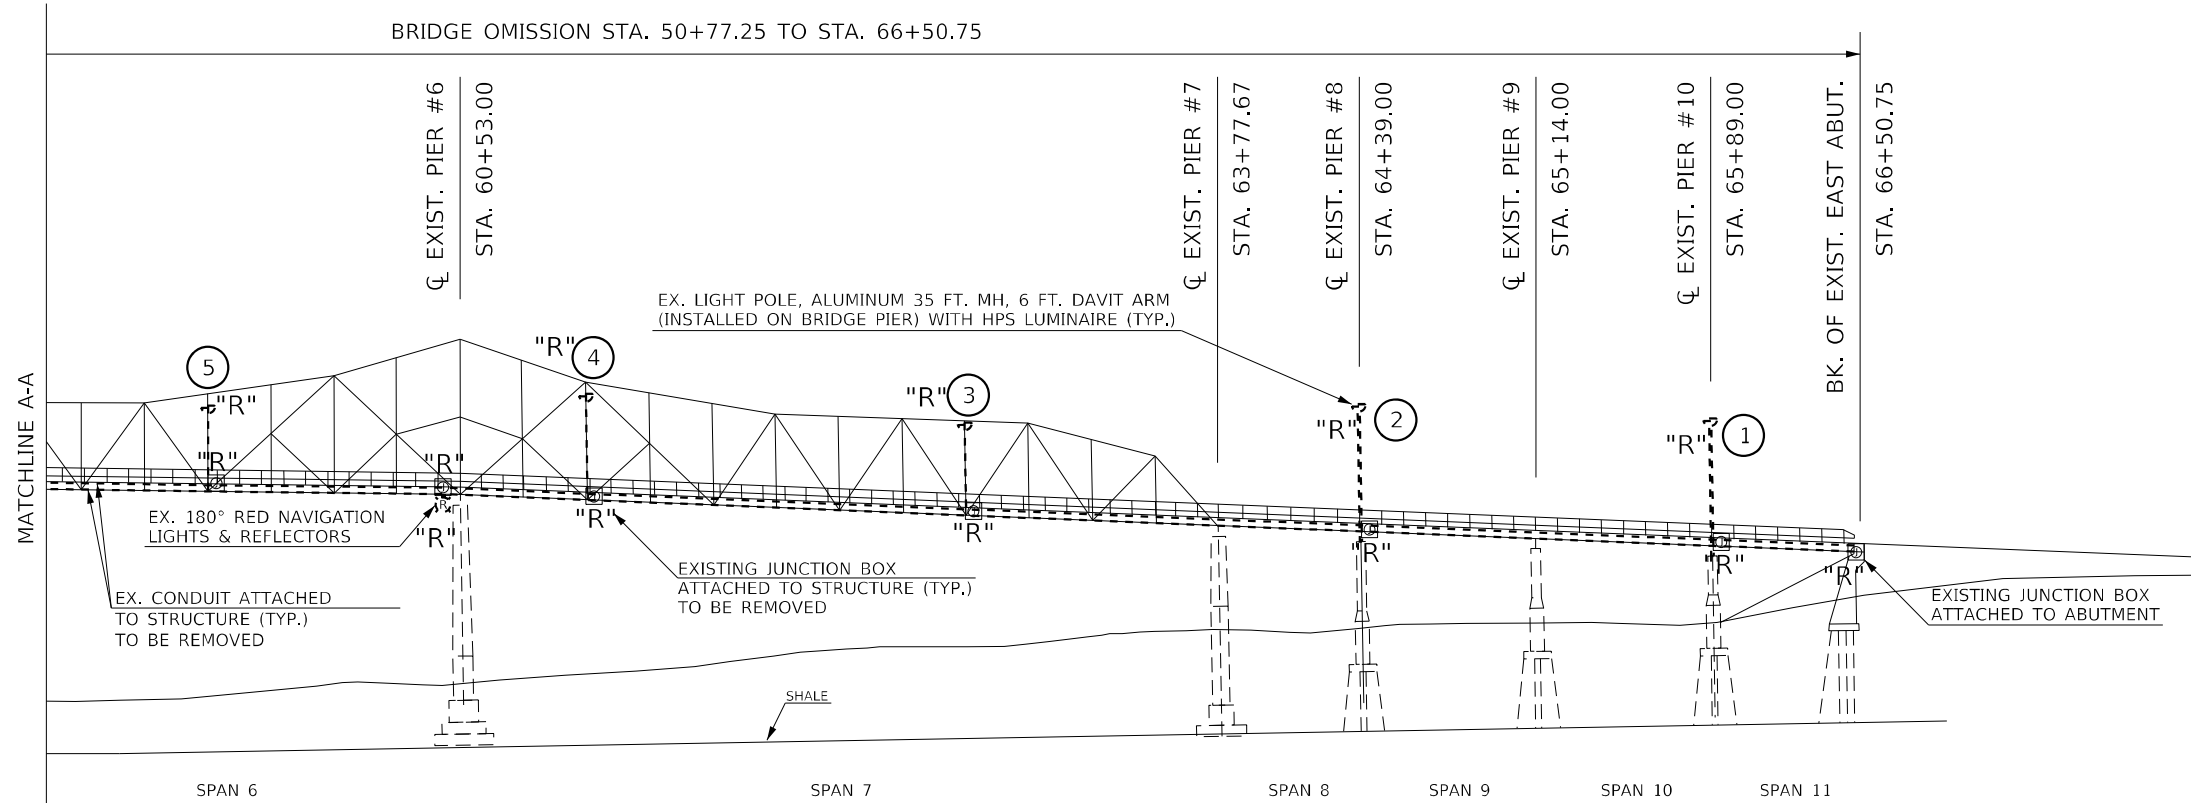 BRIDGE OMISSION STA. 50+77.25 TO STA. 66+50.75
℄ EXIST. PIER #6
STA. 60+53.00
℄ EXIST. PIER #7
STA. 63+77.67
℄ EXIST. PIER #8
STA. 64+39.00
℄ EXIST. PIER #9
STA. 65+14.00
℄ EXIST. PIER #10
STA. 65+89.00
BK. OF EXIST. EAST ABUT.
STA. 66+50.75
EX. LIGHT POLE, ALUMINUM 35 FT. MH, 6 FT. DAVIT ARM
(INSTALLED ON BRIDGE PIER) WITH HPS LUMINAIRE (TYP.)
MATCHLINE A-A
5
"R"
"R"
4
"R"
3
"R"
2
"R"
1
"R"
"R"
"R"
R
"R"
"R"
"R"
"R"
"R"
"R"
EX. 180° RED NAVIGATION
LIGHTS & REFLECTORS
EX. CONDUIT ATTACHED
TO STRUCTURE (TYP.)
TO BE REMOVED
EXISTING JUNCTION BOX
ATTACHED TO STRUCTURE (TYP.)
TO BE REMOVED
EXISTING JUNCTION BOX
ATTACHED TO ABUTMENT
SHALE
SPAN 6
SPAN 7
SPAN 8
SPAN 9
SPAN 10
SPAN 11